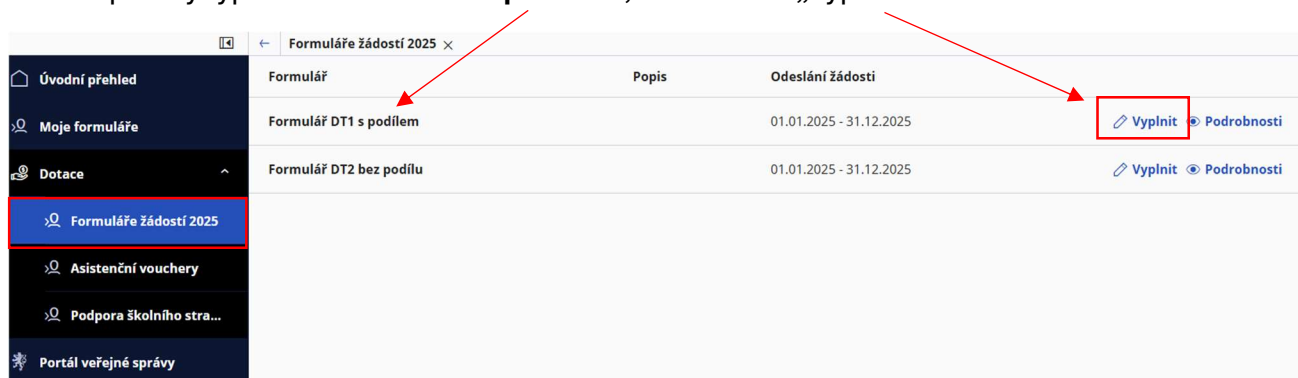 Formuláře žádostí 2025
Úvodní přehled
Moje formuláře
Dotace
Formuláře žádostí 2025
Asistenční vouchery
Podpora školního stra...
Portál veřejné správy
Formulář Popis Odeslání žádosti
Formulář DT1 s podílem 01.01.2025 - 31.12.2025 Vyplnit Podrobnosti
Formulář DT2 bez podílu 01.01.2025 - 31.12.2025 Vyplnit Podrobnosti